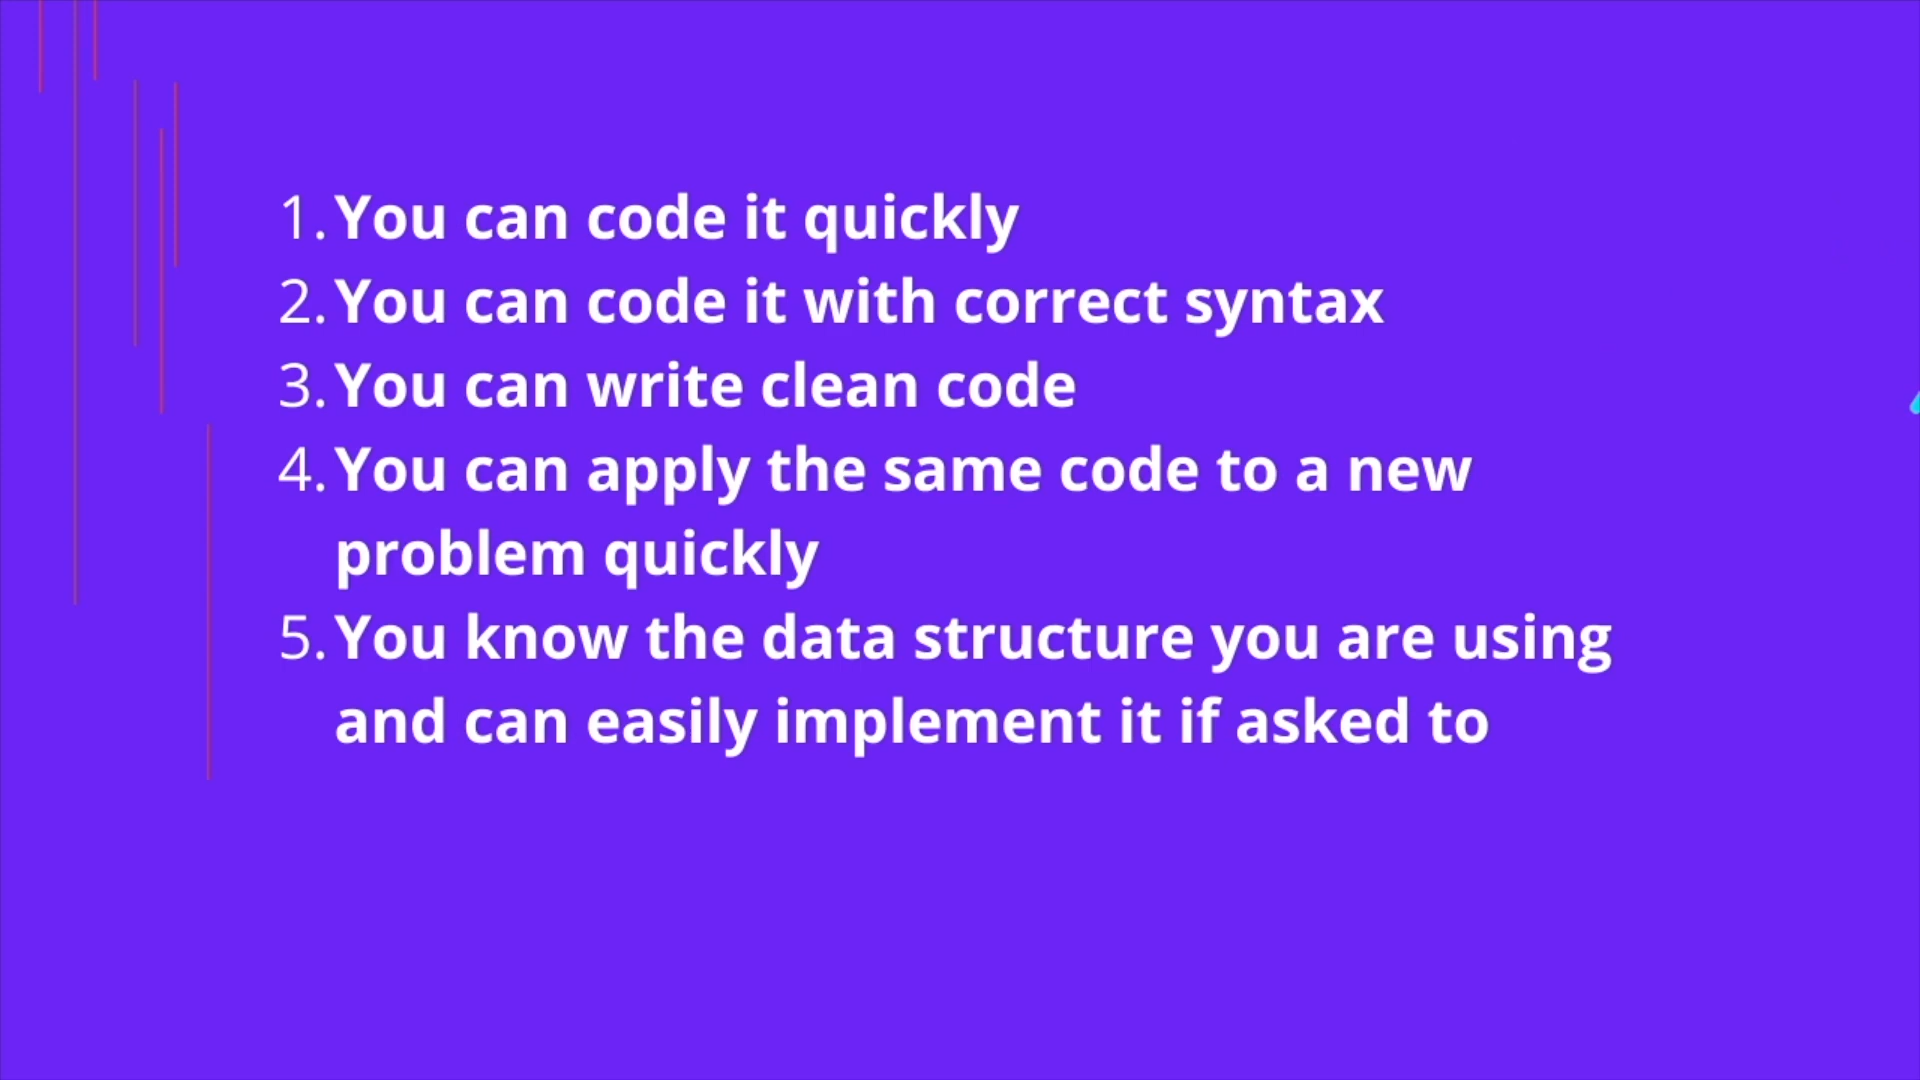 1. You can code it quickly
2. You can code it with correct syntax
3. You can write clean code
4. You can apply the same code to a new
problem quickly
5. You know the data structure you are using
and can easily implement it if asked to